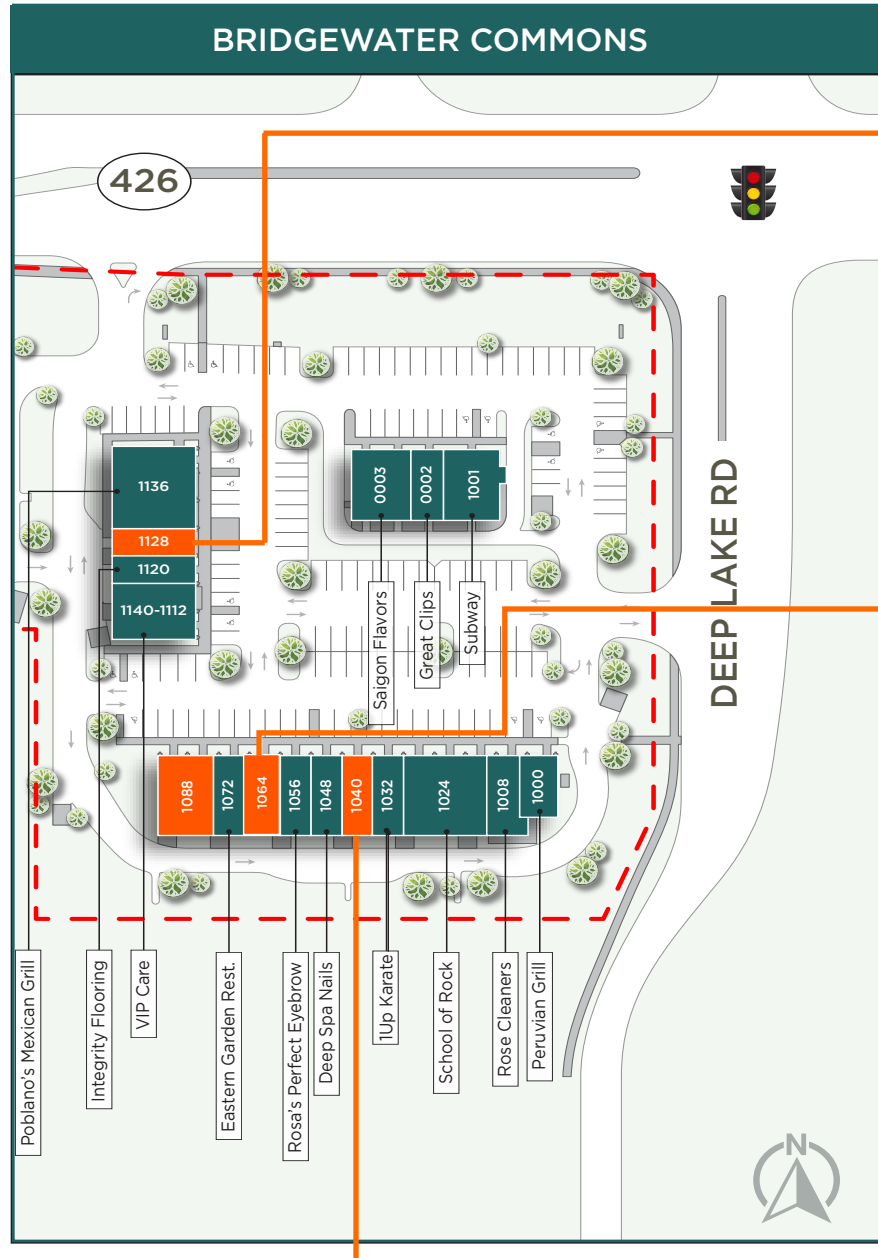 BRIDGEWATER COMMONS
426
DEEP LAKE RD
1136
1128
1120
1140-1112
0003
0002
1001
Saigon Flavors
Great Clips
Subway
1088
1072
1064
1056
1048
1040
1032
1024
1008
1000
Poblano's Mexican Grill
Integrity Flooring
VIP Care
Eastern Garden Rest.
Rosa's Perfect Eyebrow
Deep Spa Nails
1Up Karate
School of Rock
Rose Cleaners
Peruvian Grill
N